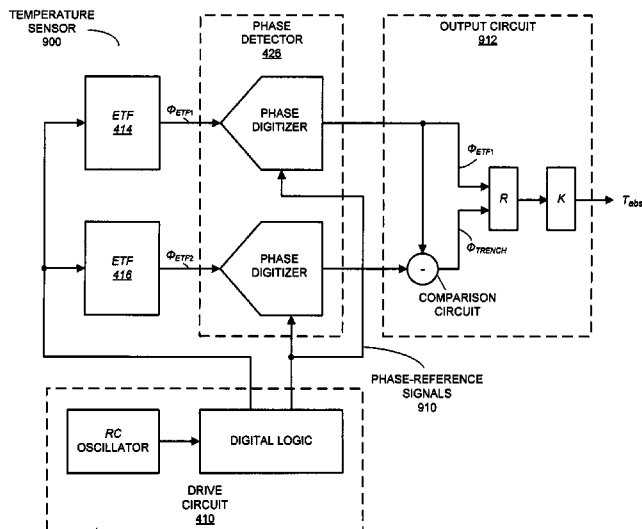 TEMPERATURE
SENSOR
900
PHASE
DETECTOR
426
OUTPUT CIRCUIT
912
ETF
414
ΦETF1
PHASE
DIGITIZER
ΦETF1
R
K
Tabs
ETF
416
ΦETF2
PHASE
DIGITIZER
-
ΦTRENCH
COMPARISON
CIRCUIT
PHASE-REFERENCE
SIGNALS
910
RC
OSCILLATOR
DIGITAL LOGIC
DRIVE
CIRCUIT
410